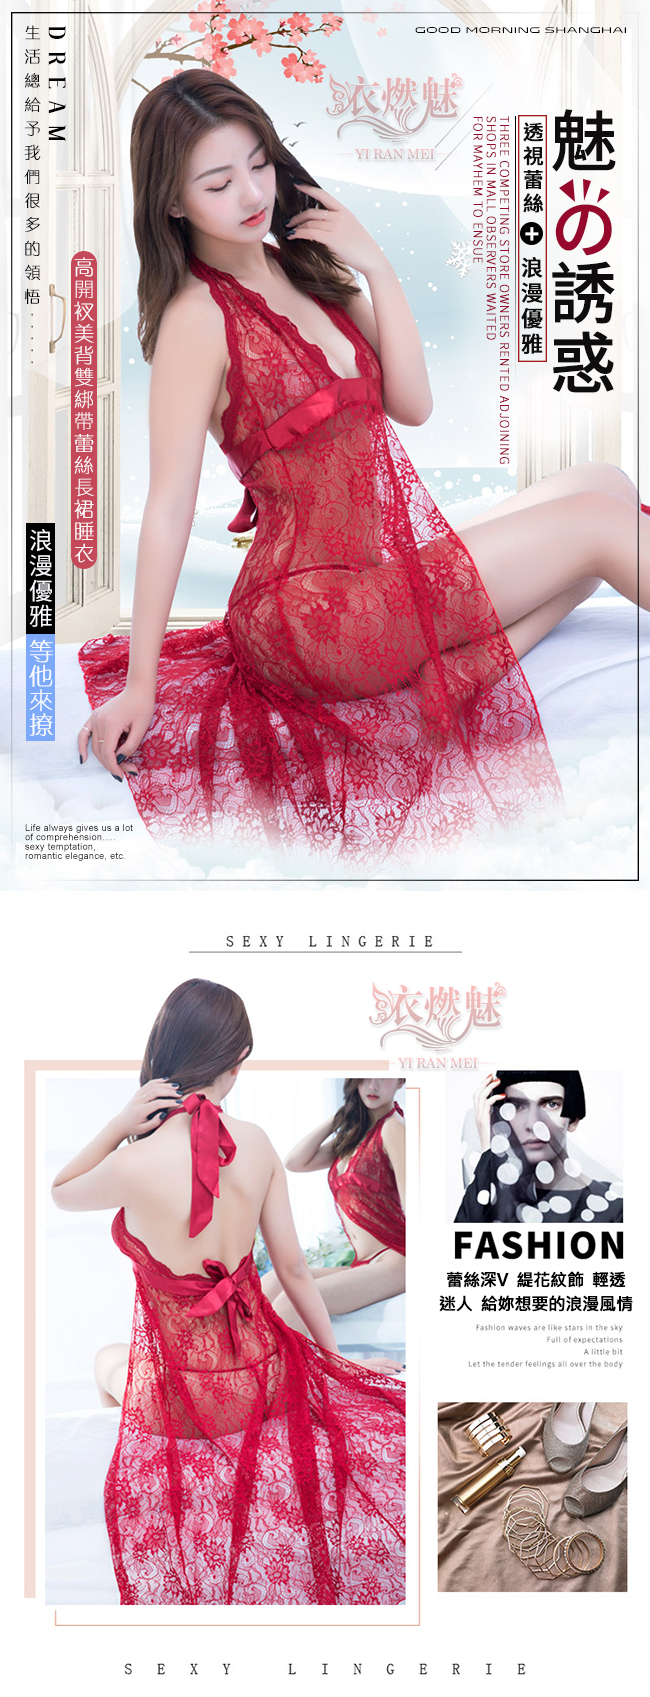 GOOD MORNING SHANGHAI
DREAM
生活總給予我們很多的領悟......
衣燃魅
YI RAN MEI
魅の誘惑
透視蕾絲+浪漫優雅
THREE COMPETING STORE OWNERS RENTED ADJOINING
SHOPS IN MALL OBSERVERS WAITED
FOR MAYHEM TO ENSUE
高開衩美背雙綁帶蕾絲長裙睡衣
浪漫優雅
等他來撩
Life always gives us a lot
of comprehension.....
sexy temptation,
romantic elegance, etc.
SEXY LINGERIE
衣燃魅
YI RAN MEI
FASHION
蕾絲深V 緹花紋飾 輕透
迷人 給妳想要的浪漫風情
Fashion waves are like stars in the sky
Full of expectations
A little bit
Let the tender feelings all over the body
SEXY LINGERIE